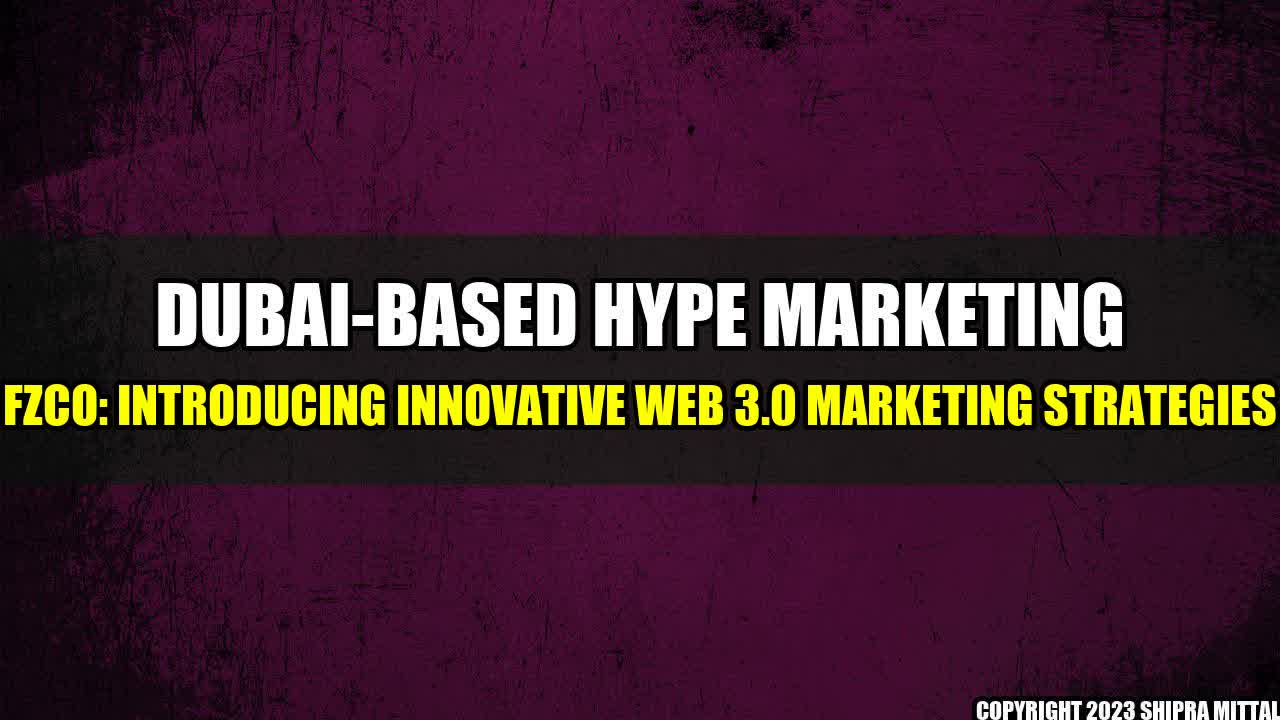 DUBAI-BASED HYPE MARKETING
FZCO: INTRODUCING INNOVATIVE WEB 3.0 MARKETING STRATEGIES
COPYRIGHT 2023 SHIPRA MITTAL